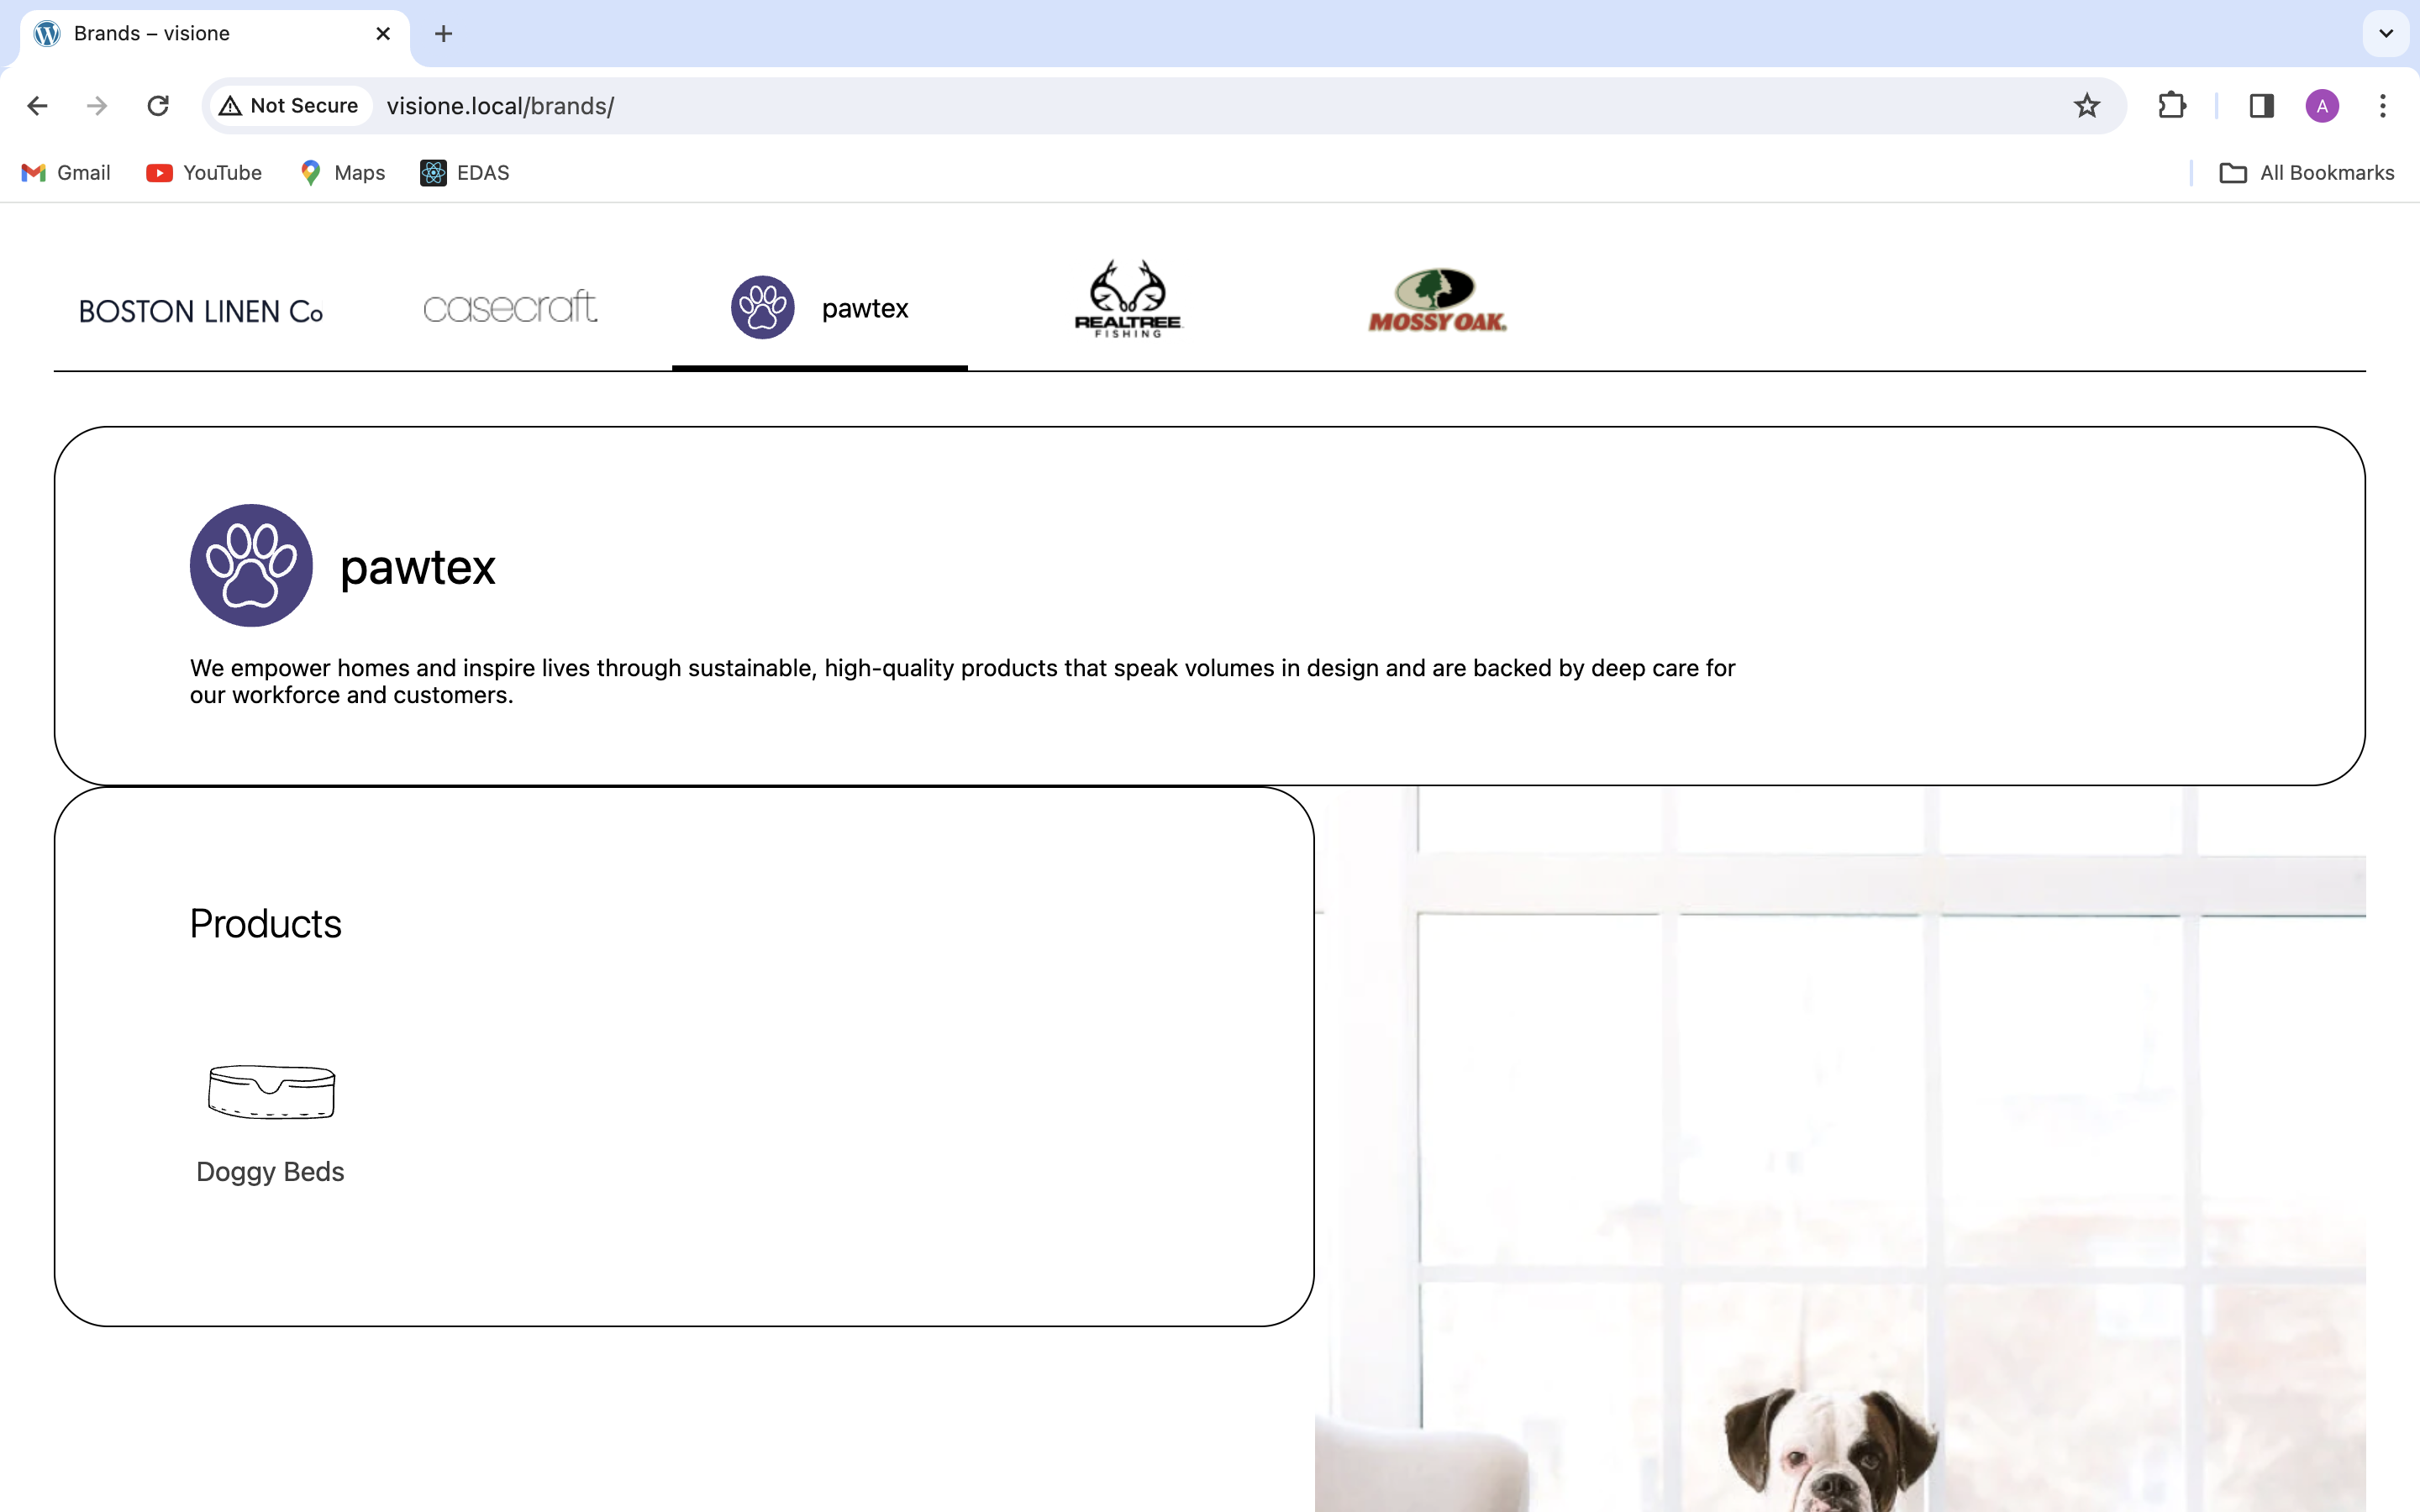 Brands – visione
Not Secure
visione.local/brands/
A
Gmail
YouTube
Maps
EDAS
All Bookmarks
BOSTON LINEN Co
casecraft.
pawtex
REALTREE
FISHING
MOSSY OAK.
pawtex
We empower homes and inspire lives through sustainable, high-quality products that speak volumes in design and are backed by deep care for
our workforce and customers.
Products
Doggy Beds